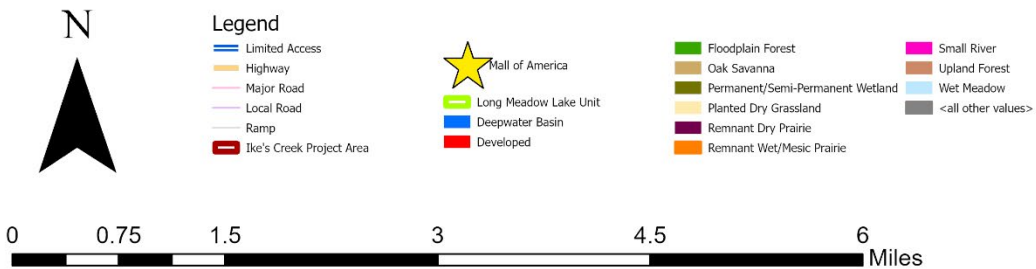 N
Legend
Limited Access
Highway
Major Road
Local Road
Ramp
Ike's Creek Project Area
Mall of America
Long Meadow Lake Unit
Deepwater Basin
Developed
Floodplain Forest
Oak Savanna
Permanent/Semi-Permanent Wetland
Planted Dry Grassland
Remnant Dry Prairie
Remnant Wet/Mesic Prairie
Small River
Upland Forest
Wet Meadow
<all other values>
0 0.75 1.5 3 4.5 6
Miles